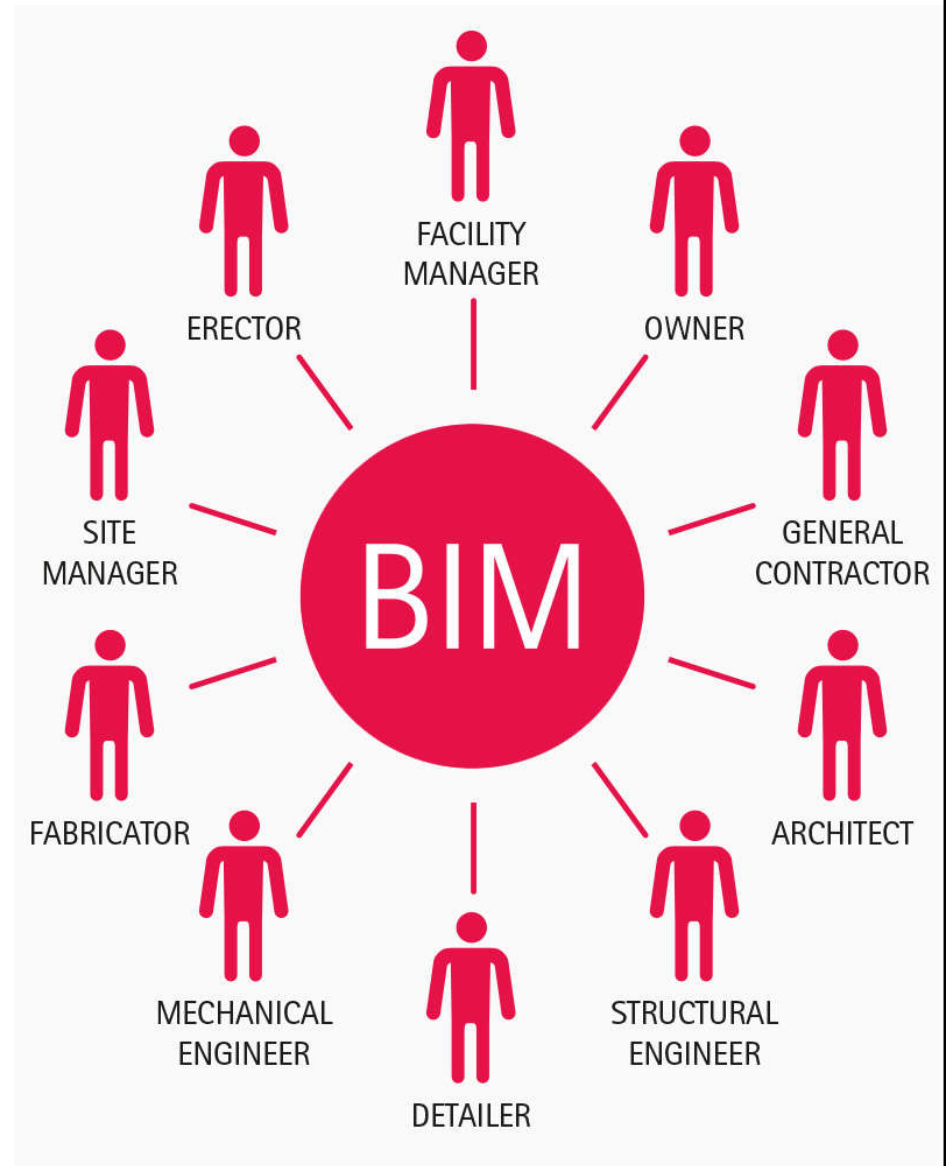 FACILITY
MANAGER
ERECTOR
OWNER
SITE
MANAGER
GENERAL
CONTRACTOR
BIM
FABRICATOR
ARCHITECT
MECHANICAL
ENGINEER
STRUCTURAL
ENGINEER
DETAILER